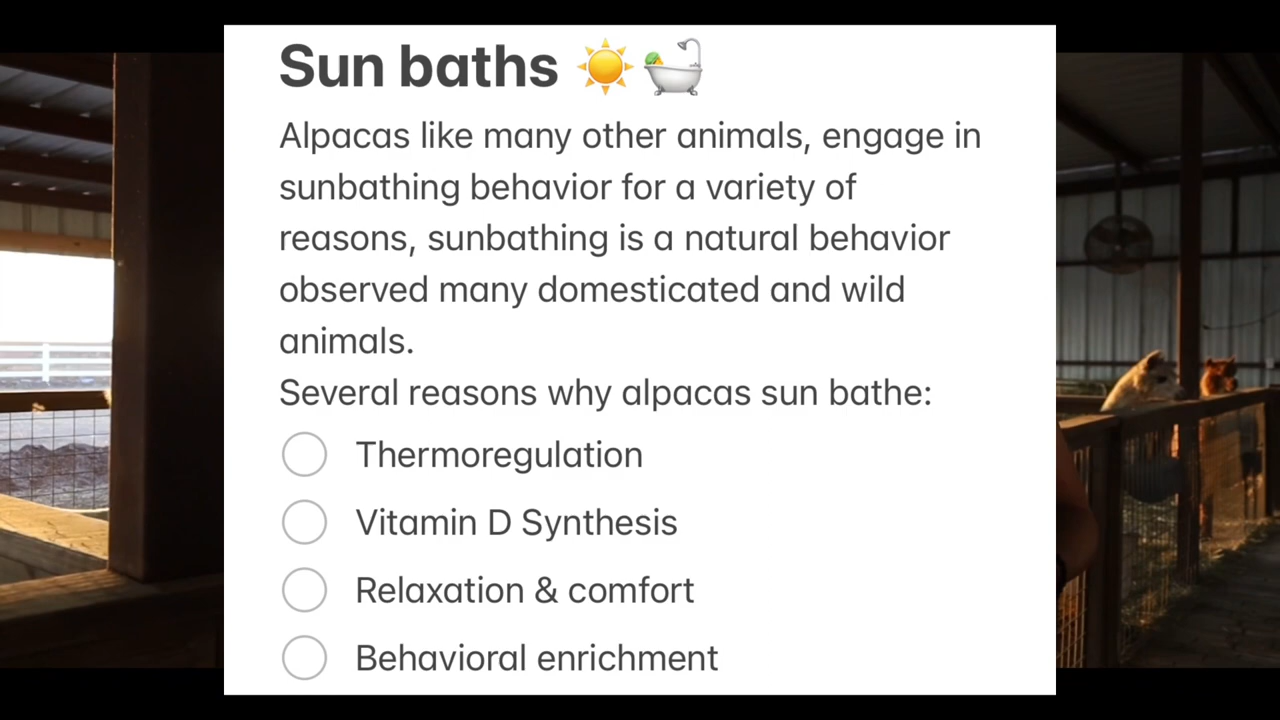 Sun baths ☀️🛁
Alpacas like many other animals, engage in
sunbathing behavior for a variety of
reasons, sunbathing is a natural behavior
observed many domesticated and wild
animals.
Several reasons why alpacas sun bathe:
Thermoregulation
Vitamin D Synthesis
Relaxation & comfort
Behavioral enrichment